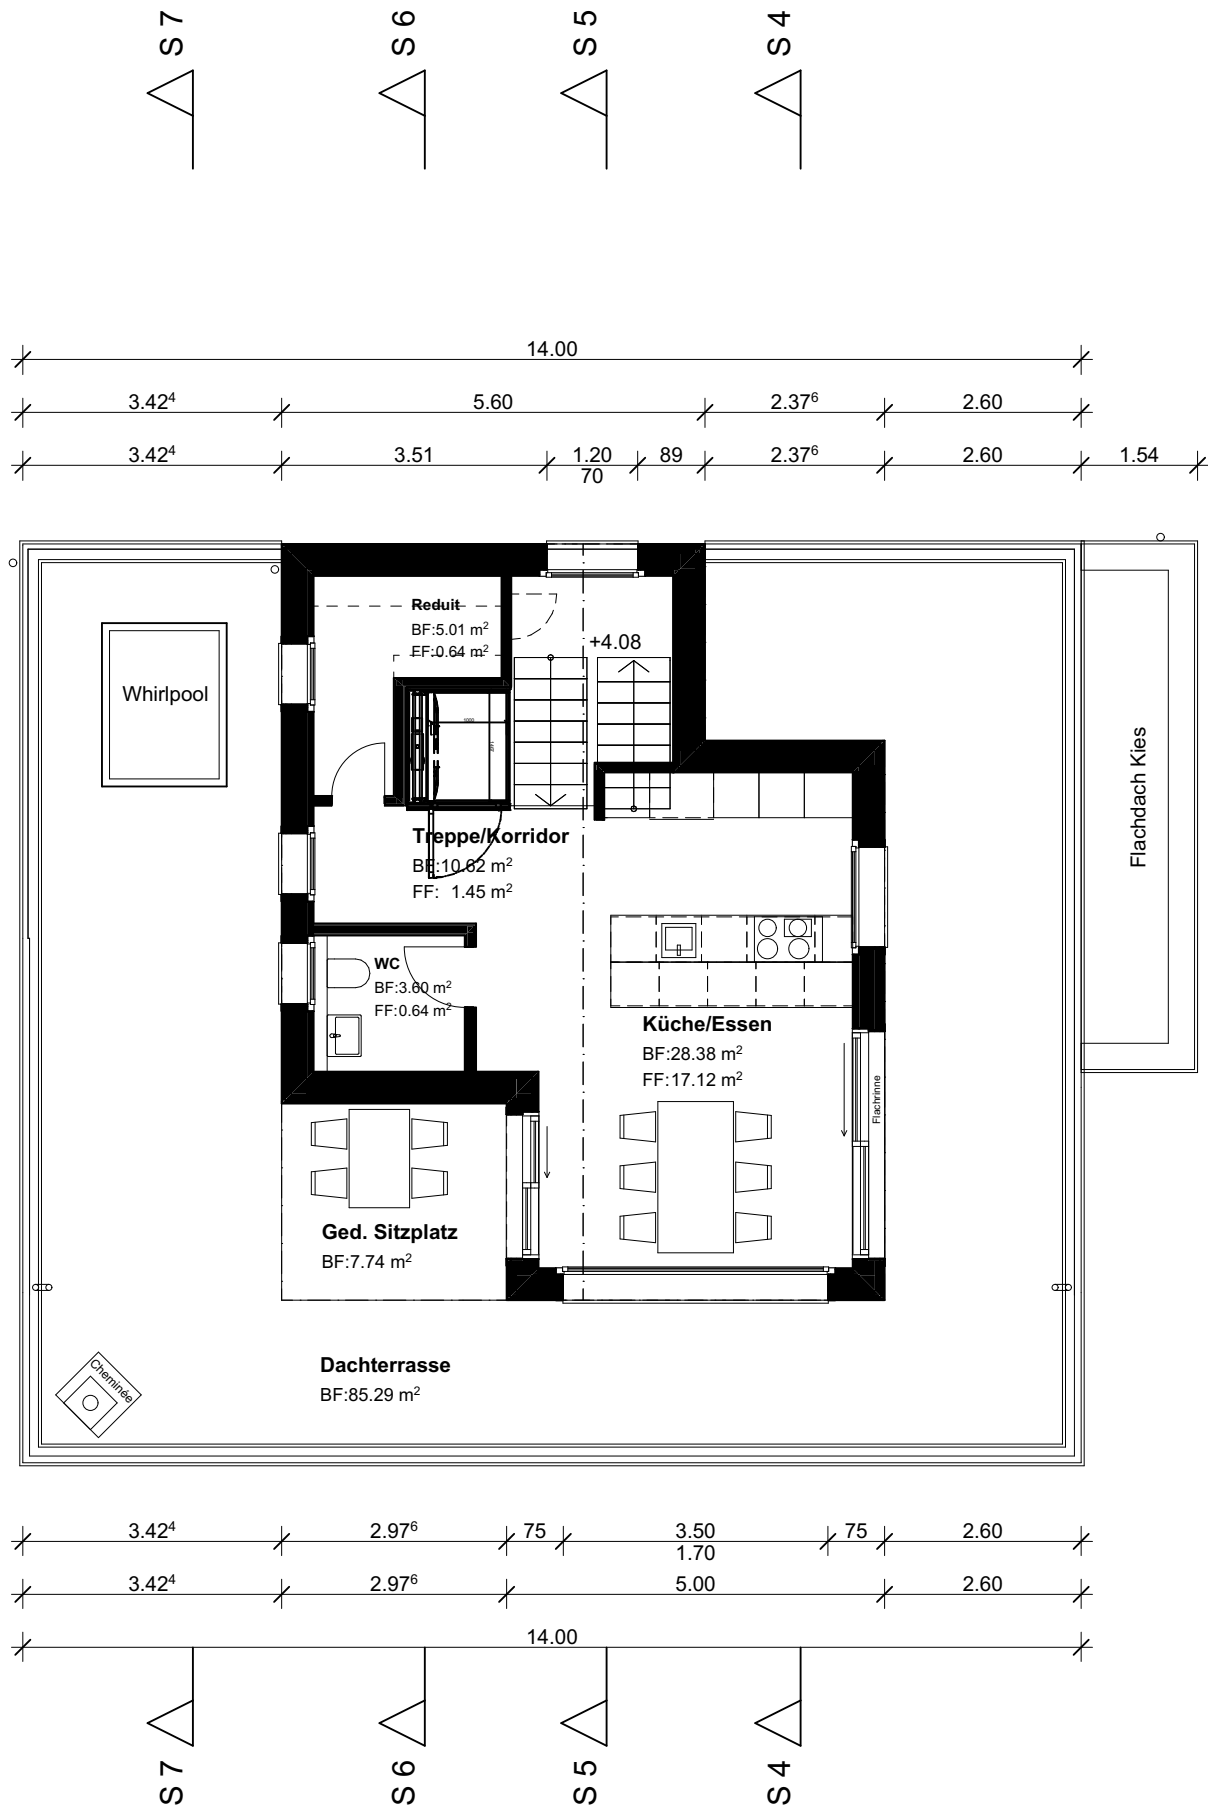 S 7
S 6
S 5
S 4
14.00
3.42⁴
5.60
2.37⁶
2.60
3.42⁴
3.51
1.20
70
89
2.37⁶
2.60
1.54
Reduit
BF:5.01 m²
FF:0.64 m²
+4.08
Whirlpool
Flachdach Kies
Treppe/Korridor
BF:10.62 m²
FF: 1.45 m²
WC
BF:3.60 m²
FF:0.64 m²
Küche/Essen
BF:28.38 m²
FF:17.12 m²
Flachrinne
Ged. Sitzplatz
BF:7.74 m²
Dachterrasse
BF:85.29 m²
Cheminée
3.42⁴
2.97⁶
75
3.50
1.70
75
2.60
3.42⁴
2.97⁶
5.00
2.60
14.00
S 7
S 6
S 5
S 4